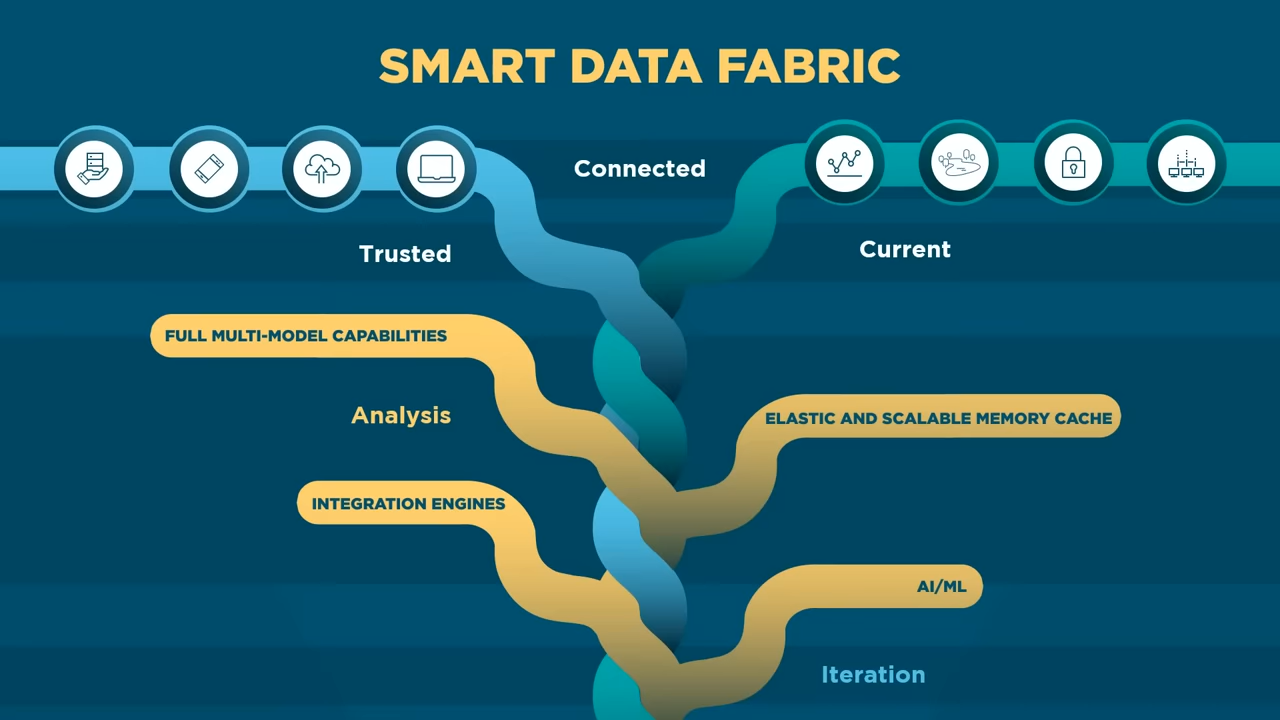 SMART DATA FABRIC
Connected
Trusted
Current
FULL MULTI-MODEL CAPABILITIES
Analysis
ELASTIC AND SCALABLE MEMORY CACHE
INTEGRATION ENGINES
AI/ML
Iteration